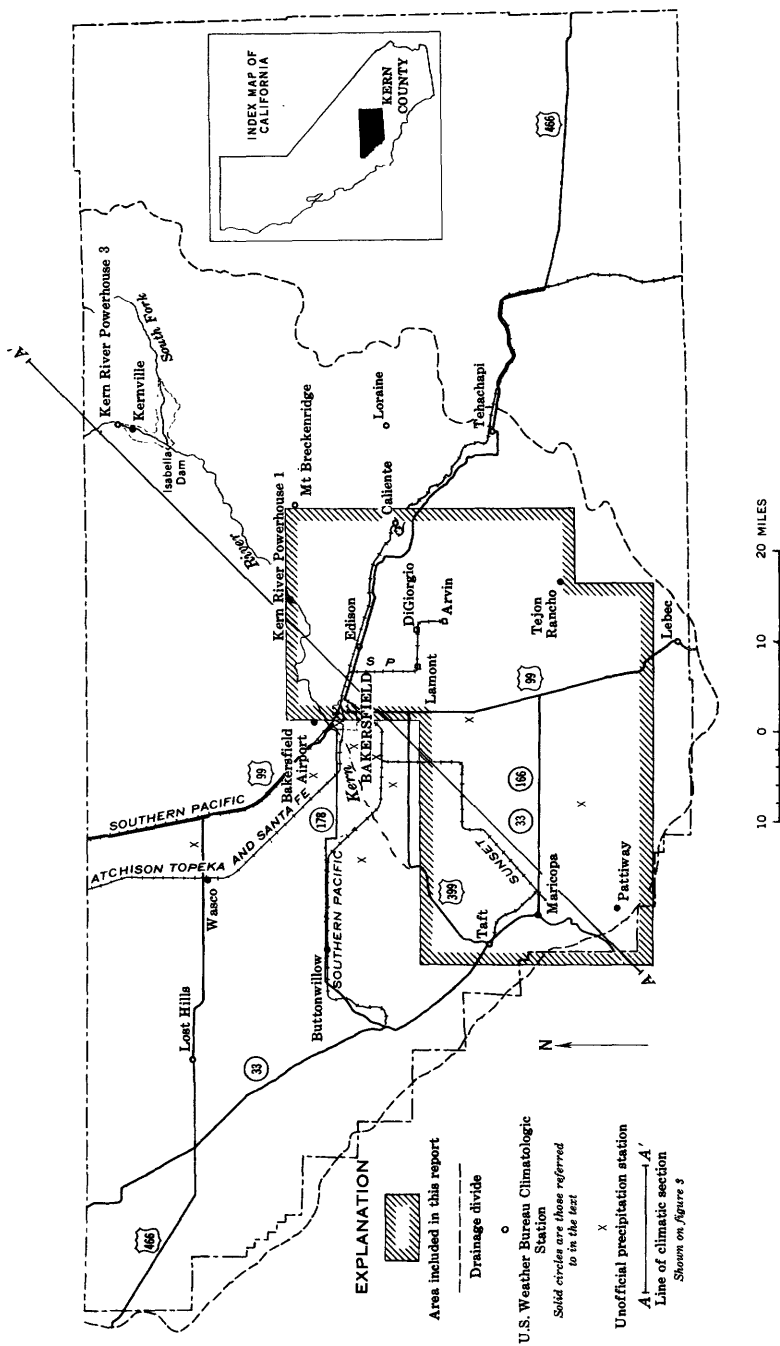 INDEX MAP OF
CALIFORNIA
KERN
COUNTY
466
A'
Kern River Powerhouse 3
Kernville
South Fork
Isabella
Dam
River
Kern River Powerhouse 1
Mt Breckenridge
Loraine
Caliente
Tehachapi
Edison
DiGiorgio
Arvin
S P
Lamont
Tejon
Rancho
Lebec
99
BAKERSFIELD
Kern
Bakersfield
Airport
99
SOUTHERN PACIFIC
ATCHISON TOPEKA AND SANTA FE
Wasco
178
SOUTHERN PACIFIC
Buttonwillow
Lost Hills
33
466
399
SUNSET
33
166
Taft
Maricopa
Pattiway
A
N
10 0 10 20 MILES
EXPLANATION
Area included in this report
Drainage divide
U.S. Weather Bureau Climatologic
Station
Solid circles are those referred
to in the text
x
Unofficial precipitation station
A A'
Line of climatic section
Shown on figure 3